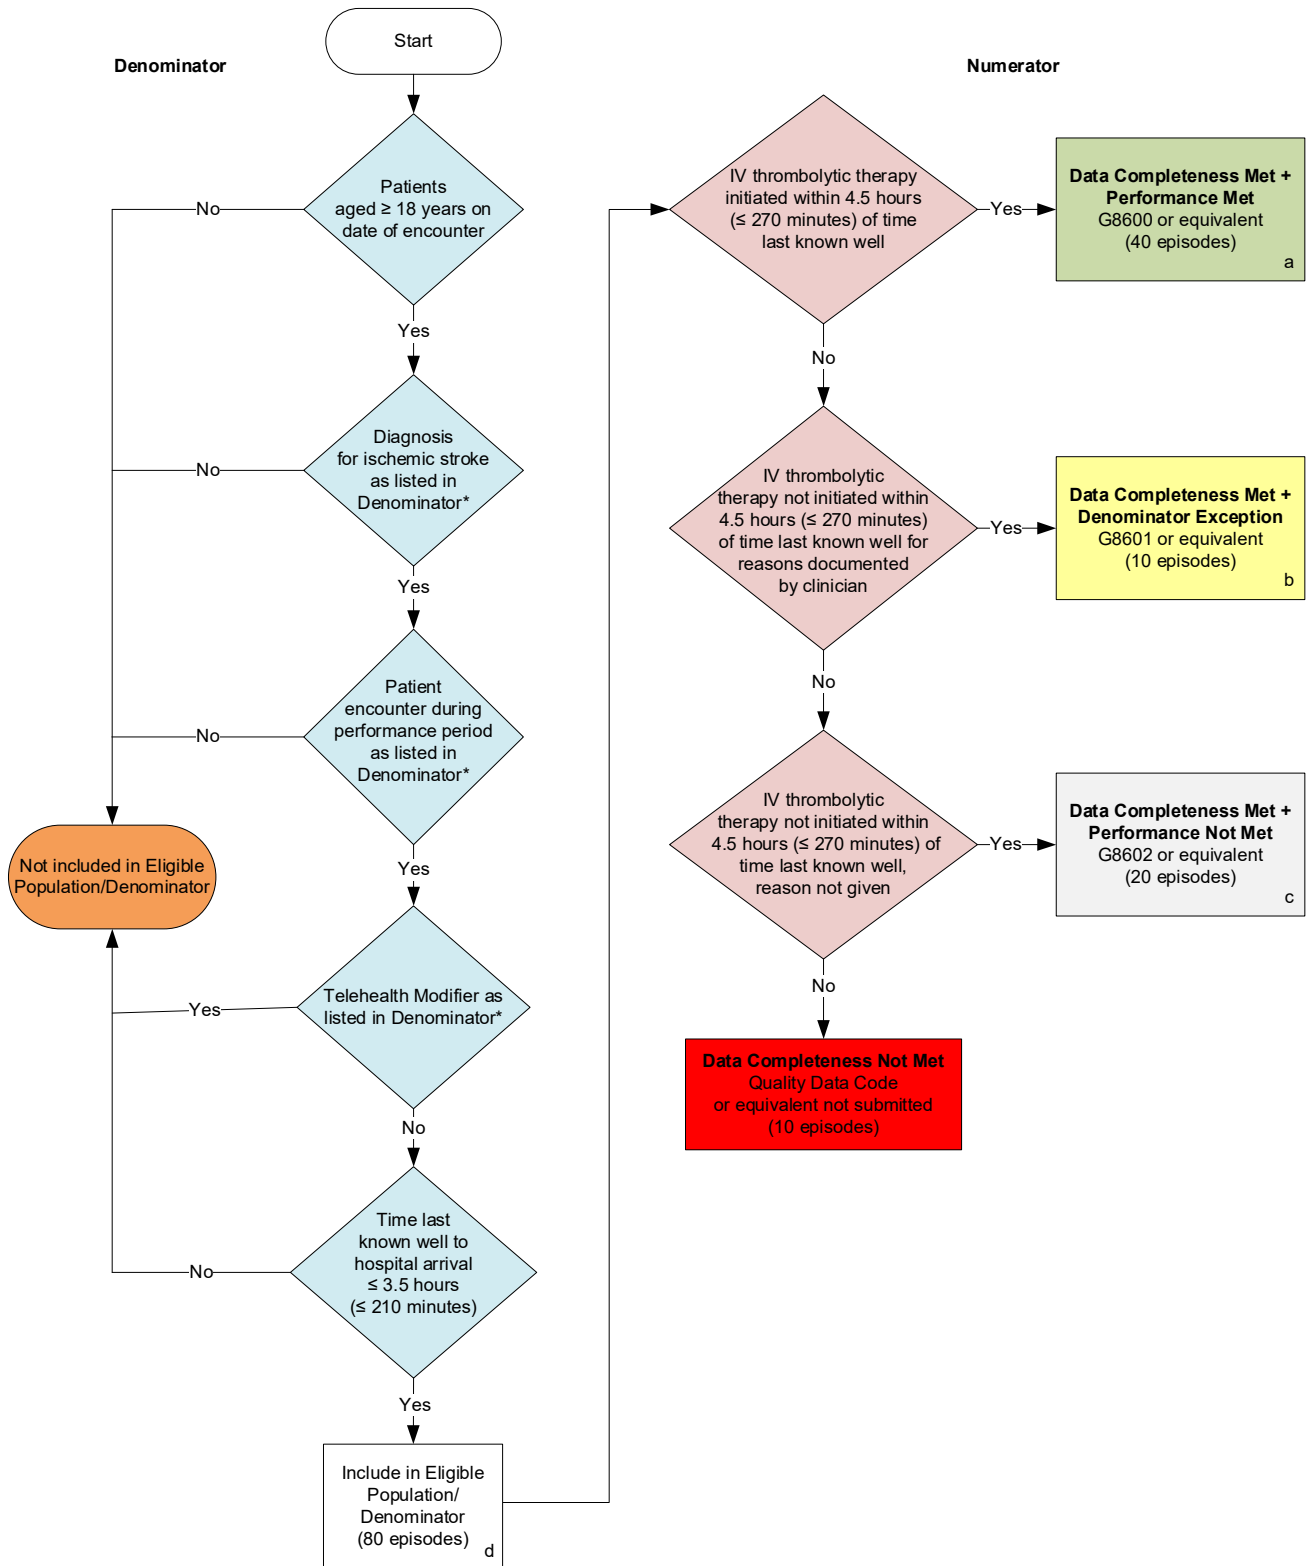 Start
Denominator
Patients
aged ≥ 18 years on
date of encounter
No
Yes
Diagnosis
for ischemic stroke
as listed in
Denominator*
No
Yes
Patient
encounter during
performance period
as listed in
Denominator*
No
Yes
Not included in Eligible
Population/Denominator
Telehealth Modifier as
listed in Denominator*
Yes
No
Time last
known well to
hospital arrival
≤ 3.5 hours
(≤ 210 minutes)
No
Yes
Include in Eligible
Population/
Denominator
(80 episodes)
d
Numerator
IV thrombolytic therapy
initiated within 4.5 hours
(≤ 270 minutes) of time
last known well
Yes
Data Completeness Met +
Performance Met
G8600 or equivalent
(40 episodes)
a
No
IV thrombolytic
therapy not initiated within
4.5 hours (≤ 270 minutes)
of time last known well for
reasons documented
by clinician
Yes
Data Completeness Met +
Denominator Exception
G8601 or equivalent
(10 episodes)
b
No
IV thrombolytic
therapy not initiated within
4.5 hours (≤ 270 minutes) of
time last known well,
reason not given
Yes
Data Completeness Met +
Performance Not Met
G8602 or equivalent
(20 episodes)
c
No
Data Completeness Not Met
Quality Data Code
or equivalent not submitted
(10 episodes)